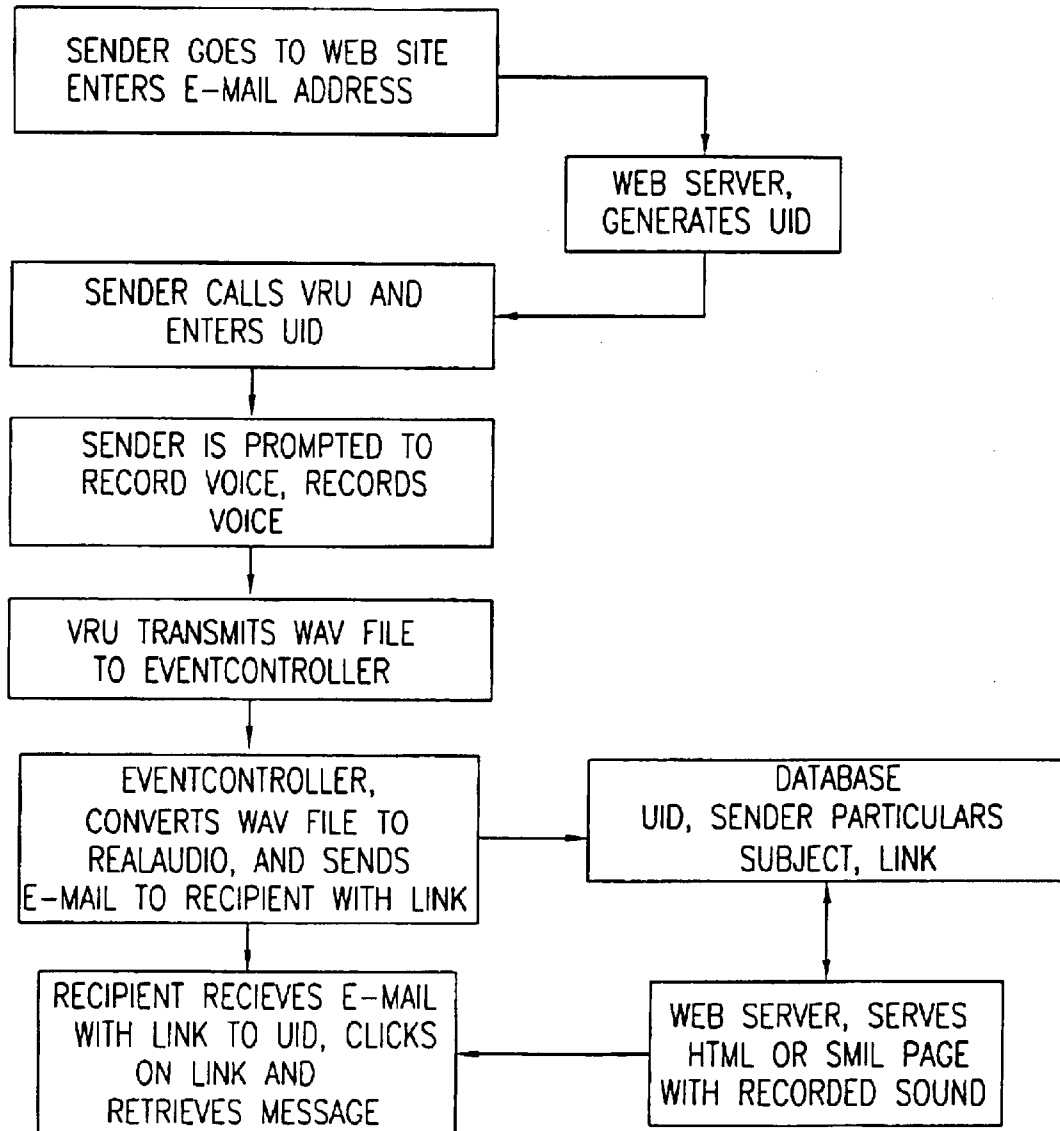 SENDER GOES TO WEB SITE
ENTERS E-MAIL ADDRESS
WEB SERVER,
GENERATES UID
SENDER CALLS VRU AND
ENTERS UID
SENDER IS PROMPTED TO
RECORD VOICE, RECORDS
VOICE
VRU TRANSMITS WAV FILE
TO EVENTCONTROLLER
EVENTCONTROLLER,
CONVERTS WAV FILE TO
REALAUDIO, AND SENDS
E-MAIL TO RECIPIENT WITH LINK
DATABASE
UID, SENDER PARTICULARS
SUBJECT, LINK
RECIPIENT RECIEVES E-MAIL
WITH LINK TO UID, CLICKS
ON LINK AND
RETRIEVES MESSAGE
WEB SERVER, SERVES
HTML OR SMIL PAGE
WITH RECORDED SOUND